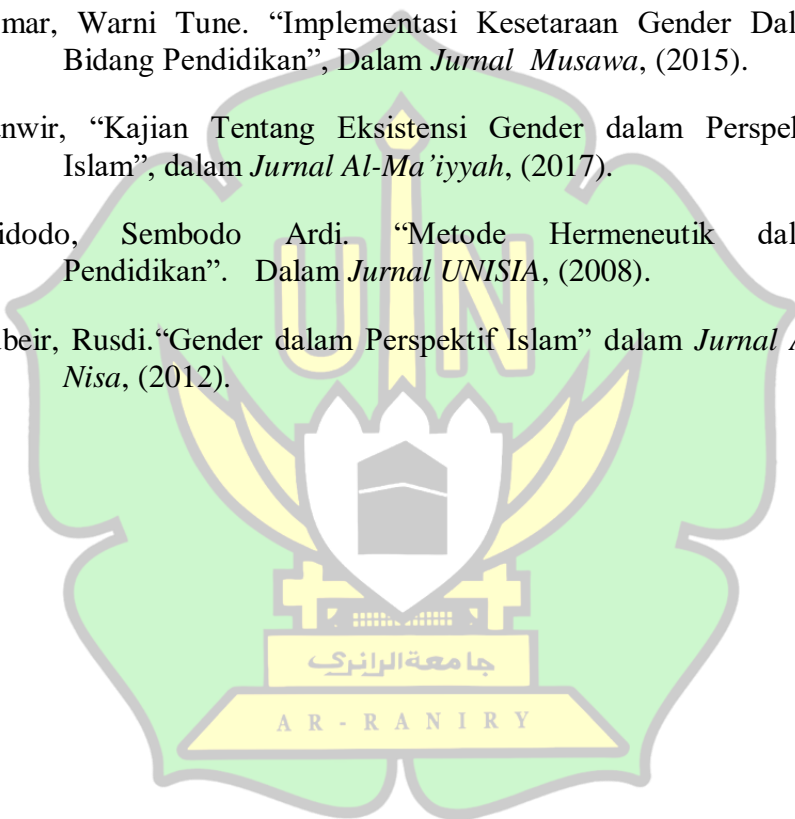 mar, Warni Tune. “Implementasi Kesetaraan Gender Dal
Bidang Pendidikan”, Dalam Jurnal Musawa, (2015).
nwir, “Kajian Tentang Eksistensi Gender dalam Perspek
Islam”, dalam Jurnal Al-Ma’iyyah, (2017).
idodo, Sembodo Ardi. “Metode Hermeneutik dal
Pendidikan”. Dalam Jurnal UNISIA, (2008).
beir, Rusdi.“Gender dalam Perspektif Islam” dalam Jurnal A
Nisa, (2012).
UIN
جامعة الرانري
AR-RANIRY